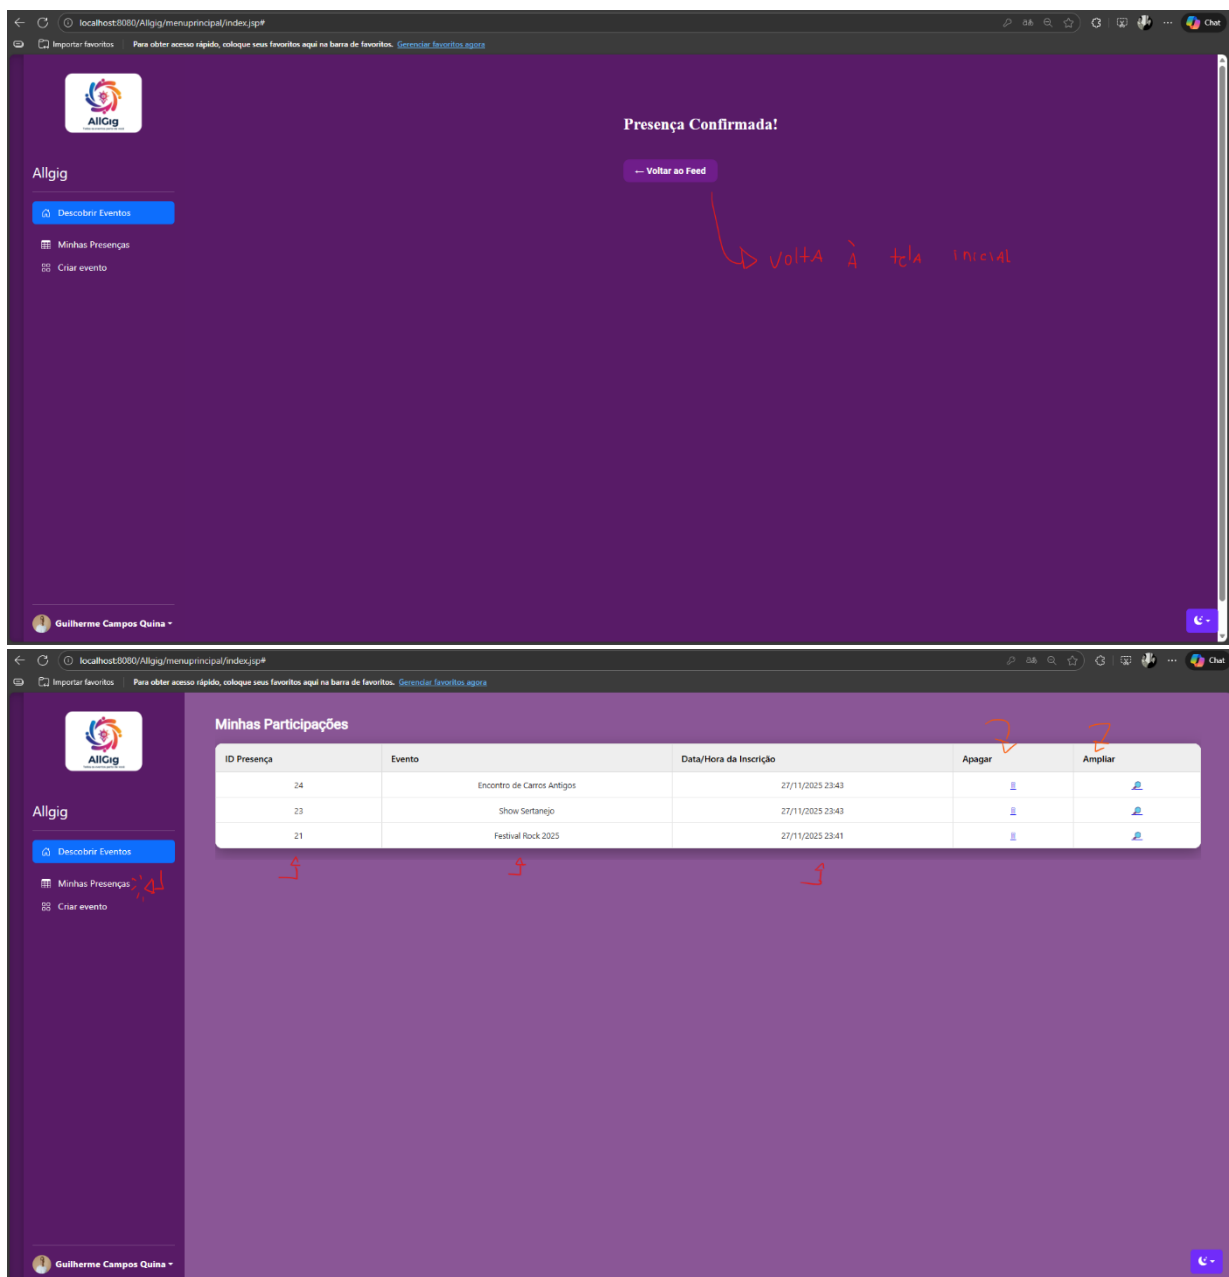 localhost:8080/Allgig/menuprincipal/index.jsp#
Chat
Importar favoritos
Para obter acesso rápido, coloque seus favoritos aqui na barra de favoritos. Gerenciar favoritos agora
AllGig
Presença Confirmada!
← Voltar ao Feed
Allgig
Descobrir Eventos
Minhas Presenças
Criar evento
VOLTA À tela INICIAL
Guilherme Campos Quina
localhost:8080/Allgig/menuprincipal/index.jsp#
Chat
Importar favoritos
Para obter acesso rápido, coloque seus favoritos aqui na barra de favoritos. Gerenciar favoritos agora
AllGig
Minhas Participações
ID Presença Evento Data/Hora da Inscrição Apagar Ampliar
24 Encontro de Carros Antigos 27/11/2025 23:43
23 Show Sertanejo 27/11/2025 23:43
21 Festival Rock 2025 27/11/2025 23:41
Allgig
Descobrir Eventos
Minhas Presenças
Criar evento
Guilherme Campos Quina